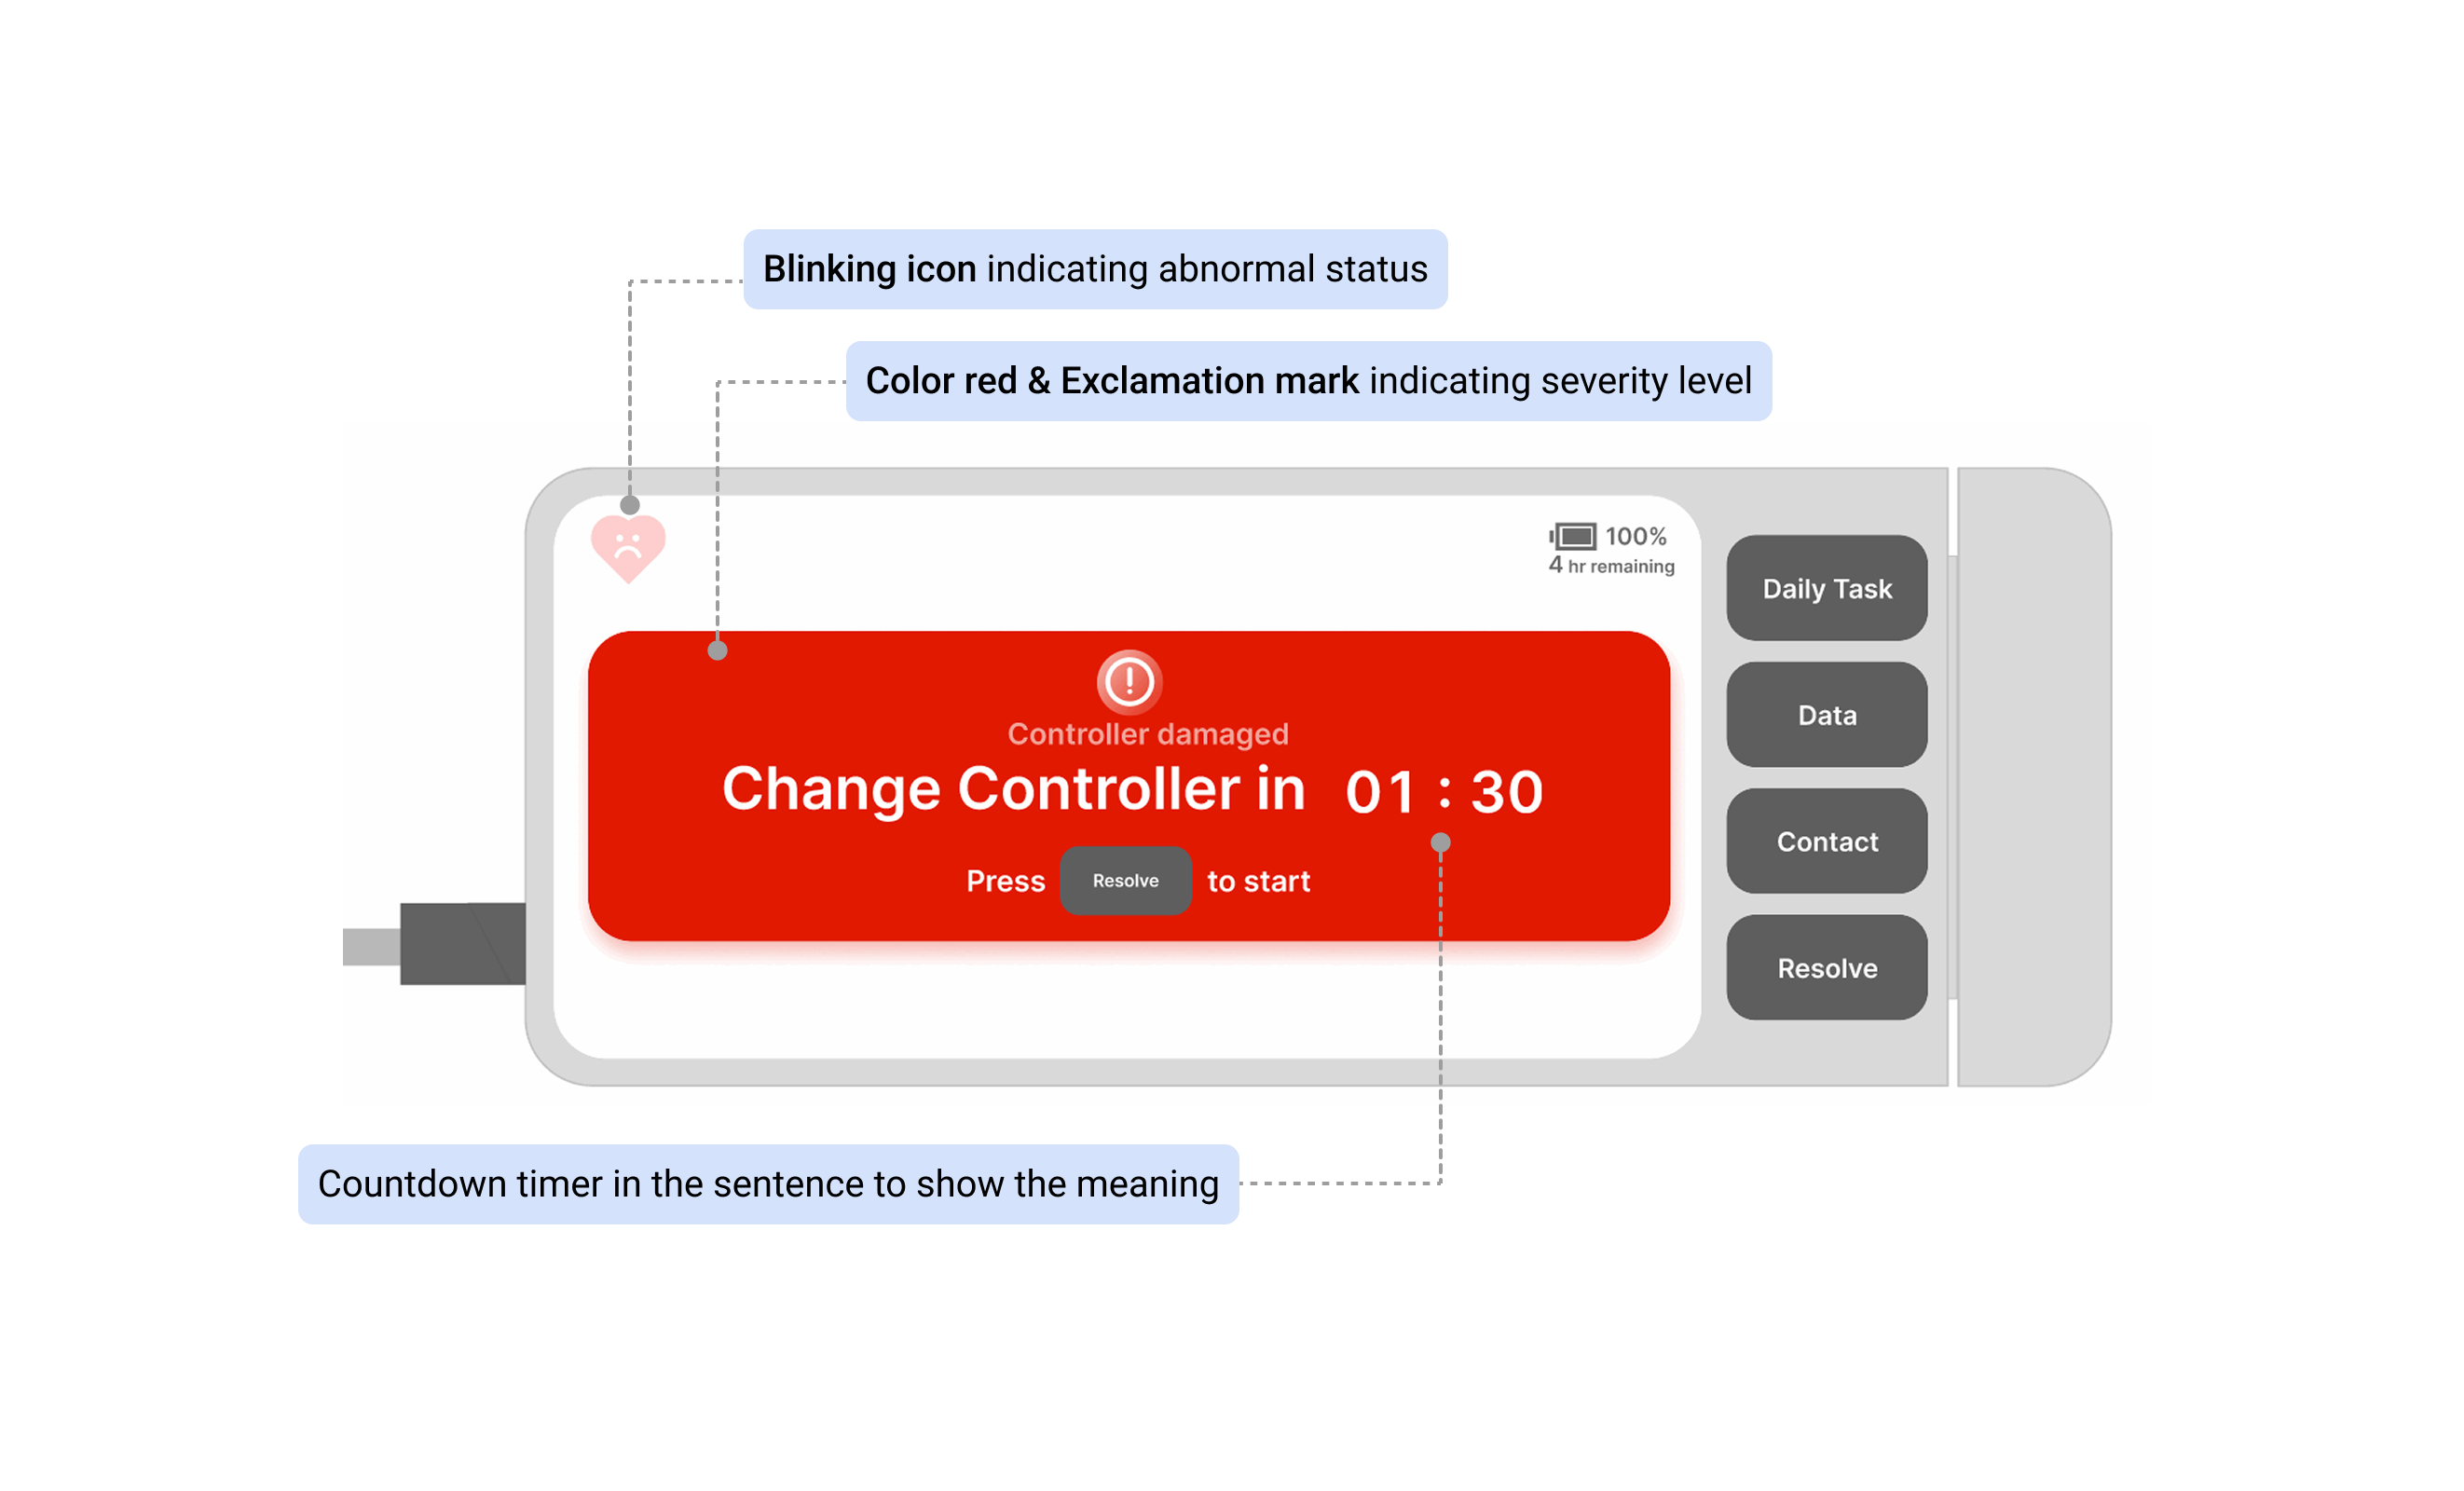 Blinking icon indicating abnormal status
Color red & Exclamation mark indicating severity level
100%
4 hr remaining
Daily Task
Controller damaged
Data
Change Controller in 01 : 30
Contact
Press Resolve to start
Resolve
Countdown timer in the sentence to show the meaning